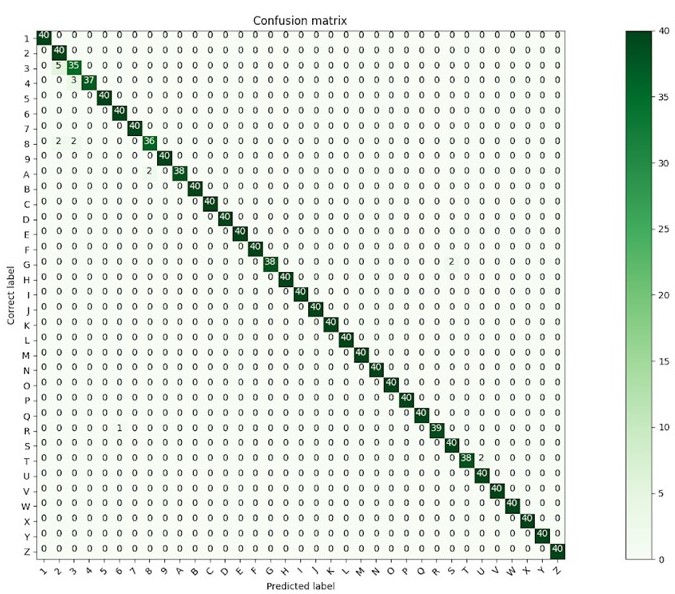 Confusion matrix
1 40 0 0 0 0 0 0 0 0 0 0 0 0 0 0 0 0 0 0 0 0 0 0 0 0 0 0 0 0 0 0 0 0 0 0
2 0 40 0 0 0 0 0 0 0 0 0 0 0 0 0 0 0 0 0 0 0 0 0 0 0 0 0 0 0 0 0 0 0 0 0
3 0 5 35 0 0 0 0 0 0 0 0 0 0 0 0 0 0 0 0 0 0 0 0 0 0 0 0 0 0 0 0 0 0 0 0
4 0 0 3 37 0 0 0 0 0 0 0 0 0 0 0 0 0 0 0 0 0 0 0 0 0 0 0 0 0 0 0 0 0 0 0
5 0 0 0 0 40 0 0 0 0 0 0 0 0 0 0 0 0 0 0 0 0 0 0 0 0 0 0 0 0 0 0 0 0 0 0
6 0 0 0 0 0 40 0 0 0 0 0 0 0 0 0 0 0 0 0 0 0 0 0 0 0 0 0 0 0 0 0 0 0 0 0
7 0 0 0 0 0 0 40 0 0 0 0 0 0 0 0 0 0 0 0 0 0 0 0 0 0 0 0 0 0 0 0 0 0 0 0
8 0 2 2 0 0 0 0 36 0 0 0 0 0 0 0 0 0 0 0 0 0 0 0 0 0 0 0 0 0 0 0 0 0 0 0
9 0 0 0 0 0 0 0 0 40 0 0 0 0 0 0 0 0 0 0 0 0 0 0 0 0 0 0 0 0 0 0 0 0 0 0
A 0 0 0 0 0 0 0 2 0 38 0 0 0 0 0 0 0 0 0 0 0 0 0 0 0 0 0 0 0 0 0 0 0 0 0
B 0 0 0 0 0 0 0 0 0 0 40 0 0 0 0 0 0 0 0 0 0 0 0 0 0 0 0 0 0 0 0 0 0 0 0
C 0 0 0 0 0 0 0 0 0 0 0 40 0 0 0 0 0 0 0 0 0 0 0 0 0 0 0 0 0 0 0 0 0 0 0
D 0 0 0 0 0 0 0 0 0 0 0 0 40 0 0 0 0 0 0 0 0 0 0 0 0 0 0 0 0 0 0 0 0 0 0
E 0 0 0 0 0 0 0 0 0 0 0 0 0 40 0 0 0 0 0 0 0 0 0 0 0 0 0 0 0 0 0 0 0 0 0
F 0 0 0 0 0 0 0 0 0 0 0 0 0 0 40 0 0 0 0 0 0 0 0 0 0 0 0 0 0 0 0 0 0 0 0
G 0 0 0 0 0 0 0 0 0 0 0 0 0 0 0 38 0 0 0 0 0 0 0 0 0 0 0 2 0 0 0 0 0 0 0
H 0 0 0 0 0 0 0 0 0 0 0 0 0 0 0 0 40 0 0 0 0 0 0 0 0 0 0 0 0 0 0 0 0 0 0
I 0 0 0 0 0 0 0 0 0 0 0 0 0 0 0 0 0 40 0 0 0 0 0 0 0 0 0 0 0 0 0 0 0 0 0
J 0 0 0 0 0 0 0 0 0 0 0 0 0 0 0 0 0 0 40 0 0 0 0 0 0 0 0 0 0 0 0 0 0 0 0
K 0 0 0 0 0 0 0 0 0 0 0 0 0 0 0 0 0 0 0 40 0 0 0 0 0 0 0 0 0 0 0 0 0 0 0
L 0 0 0 0 0 0 0 0 0 0 0 0 0 0 0 0 0 0 0 0 40 0 0 0 0 0 0 0 0 0 0 0 0 0 0
M 0 0 0 0 0 0 0 0 0 0 0 0 0 0 0 0 0 0 0 0 0 40 0 0 0 0 0 0 0 0 0 0 0 0 0
N 0 0 0 0 0 0 0 0 0 0 0 0 0 0 0 0 0 0 0 0 0 0 40 0 0 0 0 0 0 0 0 0 0 0 0
O 0 0 0 0 0 0 0 0 0 0 0 0 0 0 0 0 0 0 0 0 0 0 0 40 0 0 0 0 0 0 0 0 0 0 0
P 0 0 0 0 0 0 0 0 0 0 0 0 0 0 0 0 0 0 0 0 0 0 0 0 40 0 0 0 0 0 0 0 0 0 0
Q 0 0 0 0 0 0 0 0 0 0 0 0 0 0 0 0 0 0 0 0 0 0 0 0 0 40 0 0 0 0 0 0 0 0 0
R 0 0 0 0 0 1 0 0 0 0 0 0 0 0 0 0 0 0 0 0 0 0 0 0 0 0 39 0 0 0 0 0 0 0 0
S 0 0 0 0 0 0 0 0 0 0 0 0 0 0 0 0 0 0 0 0 0 0 0 0 0 0 0 40 0 0 0 0 0 0 0
T 0 0 0 0 0 0 0 0 0 0 0 0 0 0 0 0 0 0 0 0 0 0 0 0 0 0 0 0 38 2 0 0 0 0 0
U 0 0 0 0 0 0 0 0 0 0 0 0 0 0 0 0 0 0 0 0 0 0 0 0 0 0 0 0 0 40 0 0 0 0 0
V 0 0 0 0 0 0 0 0 0 0 0 0 0 0 0 0 0 0 0 0 0 0 0 0 0 0 0 0 0 0 40 0 0 0 0
W 0 0 0 0 0 0 0 0 0 0 0 0 0 0 0 0 0 0 0 0 0 0 0 0 0 0 0 0 0 0 0 40 0 0 0
X 0 0 0 0 0 0 0 0 0 0 0 0 0 0 0 0 0 0 0 0 0 0 0 0 0 0 0 0 0 0 0 0 40 0 0
Y 0 0 0 0 0 0 0 0 0 0 0 0 0 0 0 0 0 0 0 0 0 0 0 0 0 0 0 0 0 0 0 0 0 40 0
Z 0 0 0 0 0 0 0 0 0 0 0 0 0 0 0 0 0 0 0 0 0 0 0 0 0 0 0 0 0 0 0 0 0 0 40
1 2 3 4 5 6 7 8 9 A B C D E F G H I J K L M N O P Q R S T U V W X Y Z
Predicted label
Correct label
40
35
30
25
20
15
10
5
0